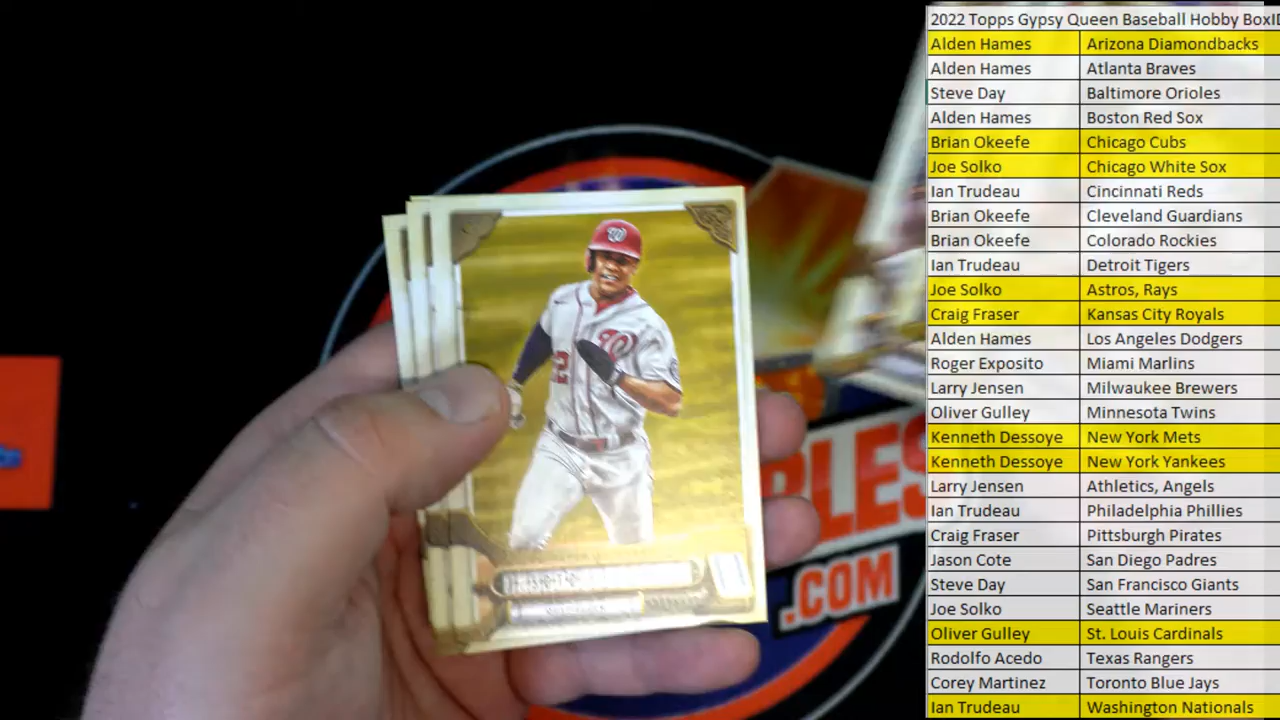 2022 Topps Gypsy Queen Baseball Hobby BoxID
Alden Hames Arizona Diamondbacks
Alden Hames Atlanta Braves
Steve Day Baltimore Orioles
Alden Hames Boston Red Sox
Brian Okeefe Chicago Cubs
Joe Solko Chicago White Sox
Ian Trudeau Cincinnati Reds
Brian Okeefe Cleveland Guardians
Brian Okeefe Colorado Rockies
Ian Trudeau Detroit Tigers
Joe Solko Astros, Rays
Craig Fraser Kansas City Royals
Alden Hames Los Angeles Dodgers
Roger Exposito Miami Marlins
Larry Jensen Milwaukee Brewers
Oliver Gulley Minnesota Twins
Kenneth Dessoye New York Mets
Kenneth Dessoye New York Yankees
Larry Jensen Athletics, Angels
Ian Trudeau Philadelphia Phillies
Craig Fraser Pittsburgh Pirates
Jason Cote San Diego Padres
Steve Day San Francisco Giants
Joe Solko Seattle Mariners
Oliver Gulley St. Louis Cardinals
Rodolfo Acedo Texas Rangers
Corey Martinez Toronto Blue Jays
Ian Trudeau Washington Nationals
W
W
.COM